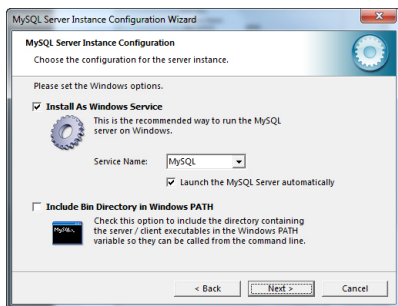 MySQL Server Instance Configuration Wizard
MySQL Server Instance Configuration
Choose the configuration for the server instance.
Please set the Windows options.
Install As Windows Service
This is the recommended way to run the MySQL
server on Windows.
Service Name:
MySQL
Launch the MySQL Server automatically
Include Bin Directory in Windows PATH
MySQL>_
Check this option to include the directory containing
the server / client executables in the Windows PATH
variable so they can be called from the command line.
< Back
Next >
Cancel